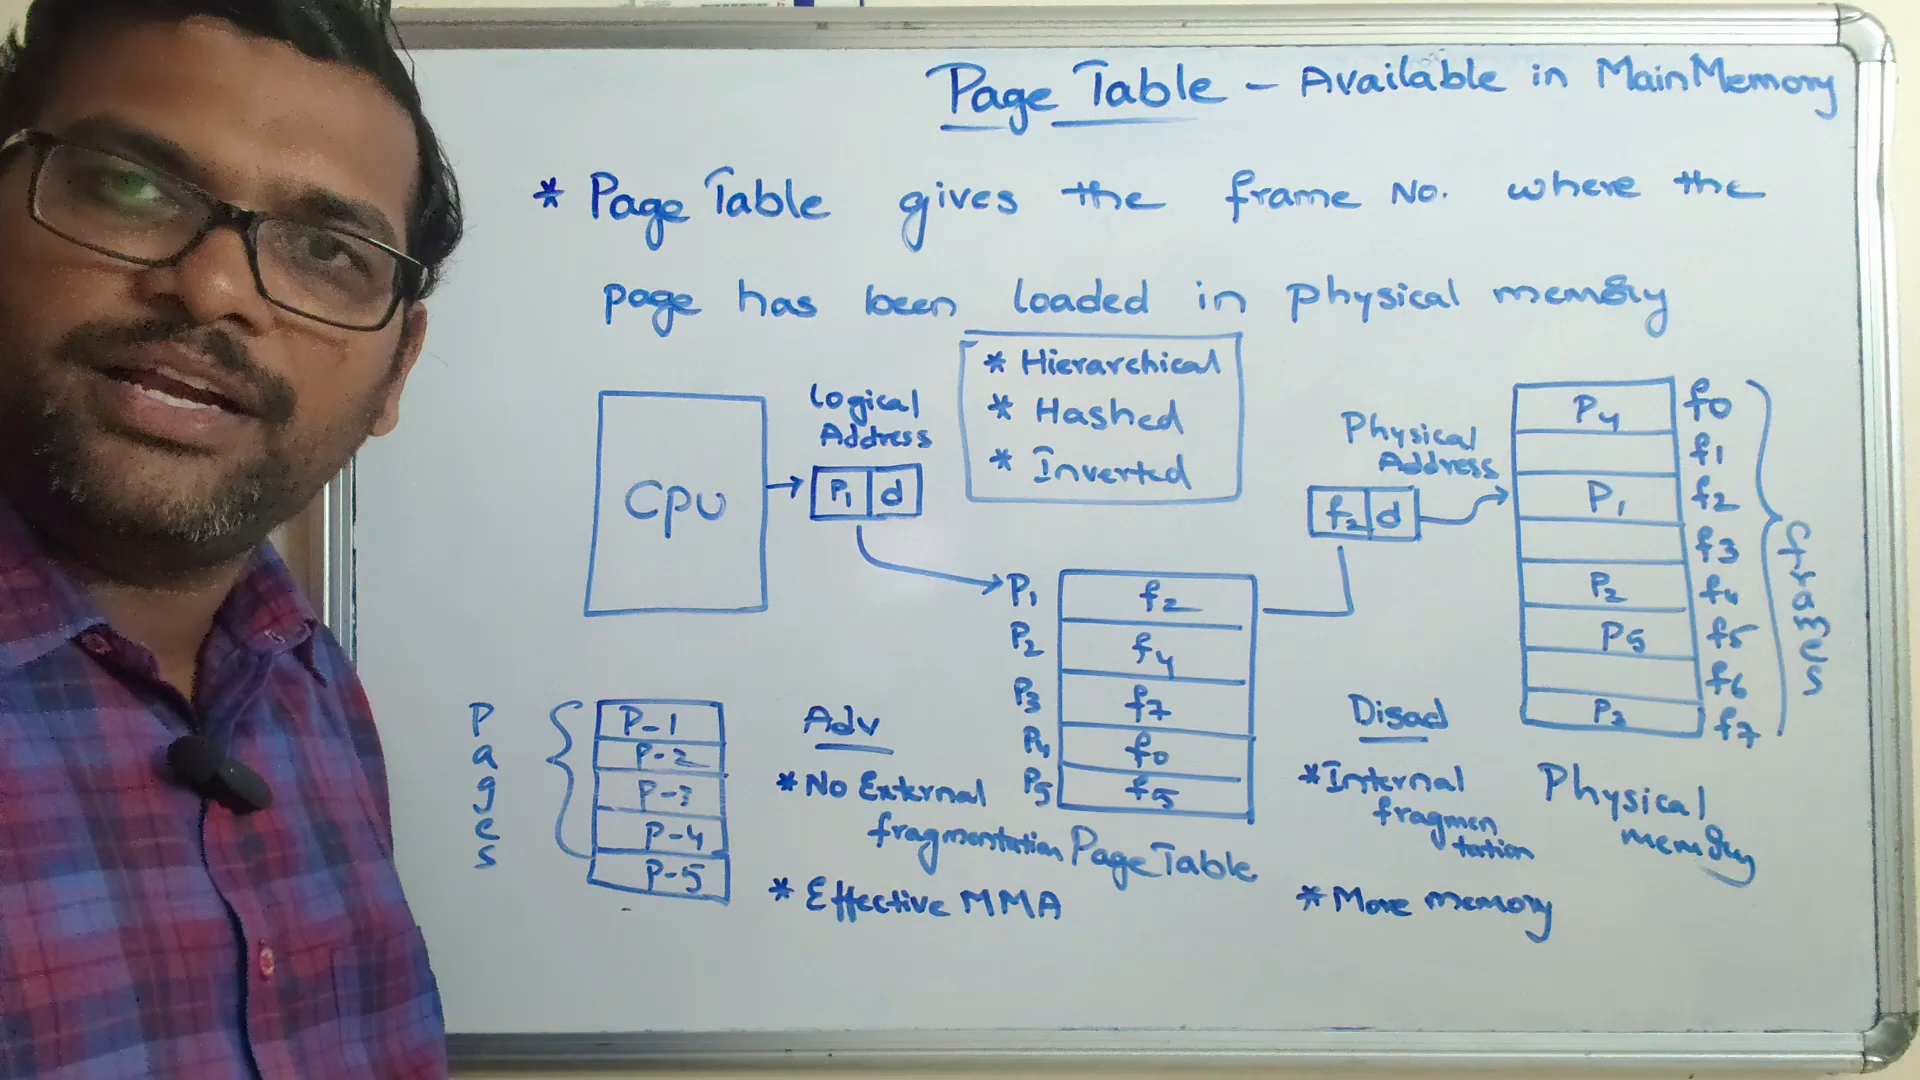 Page Table - Available in MainMemory
* Page Table gives the frame No. where the
page has been loaded in physical memory
* Hierarchical
* Hashed
* Inverted
CPU
Logical
Address
P1 d
Physical
Address
f2 d
P1 f2
P2 f4
P3 f7
P4 f0
P5 f5
Page Table
P4 f0
f1
P1 f2
f3
P2 f4
P5 f5
f6
P3 f7
frames
Physical
memory
Pages
P-1
P-2
P-3
P-4
P-5
Adv
* No External
fragmentation
* Effective MMA
Disad
* Internal
fragmen
tation
* More memory